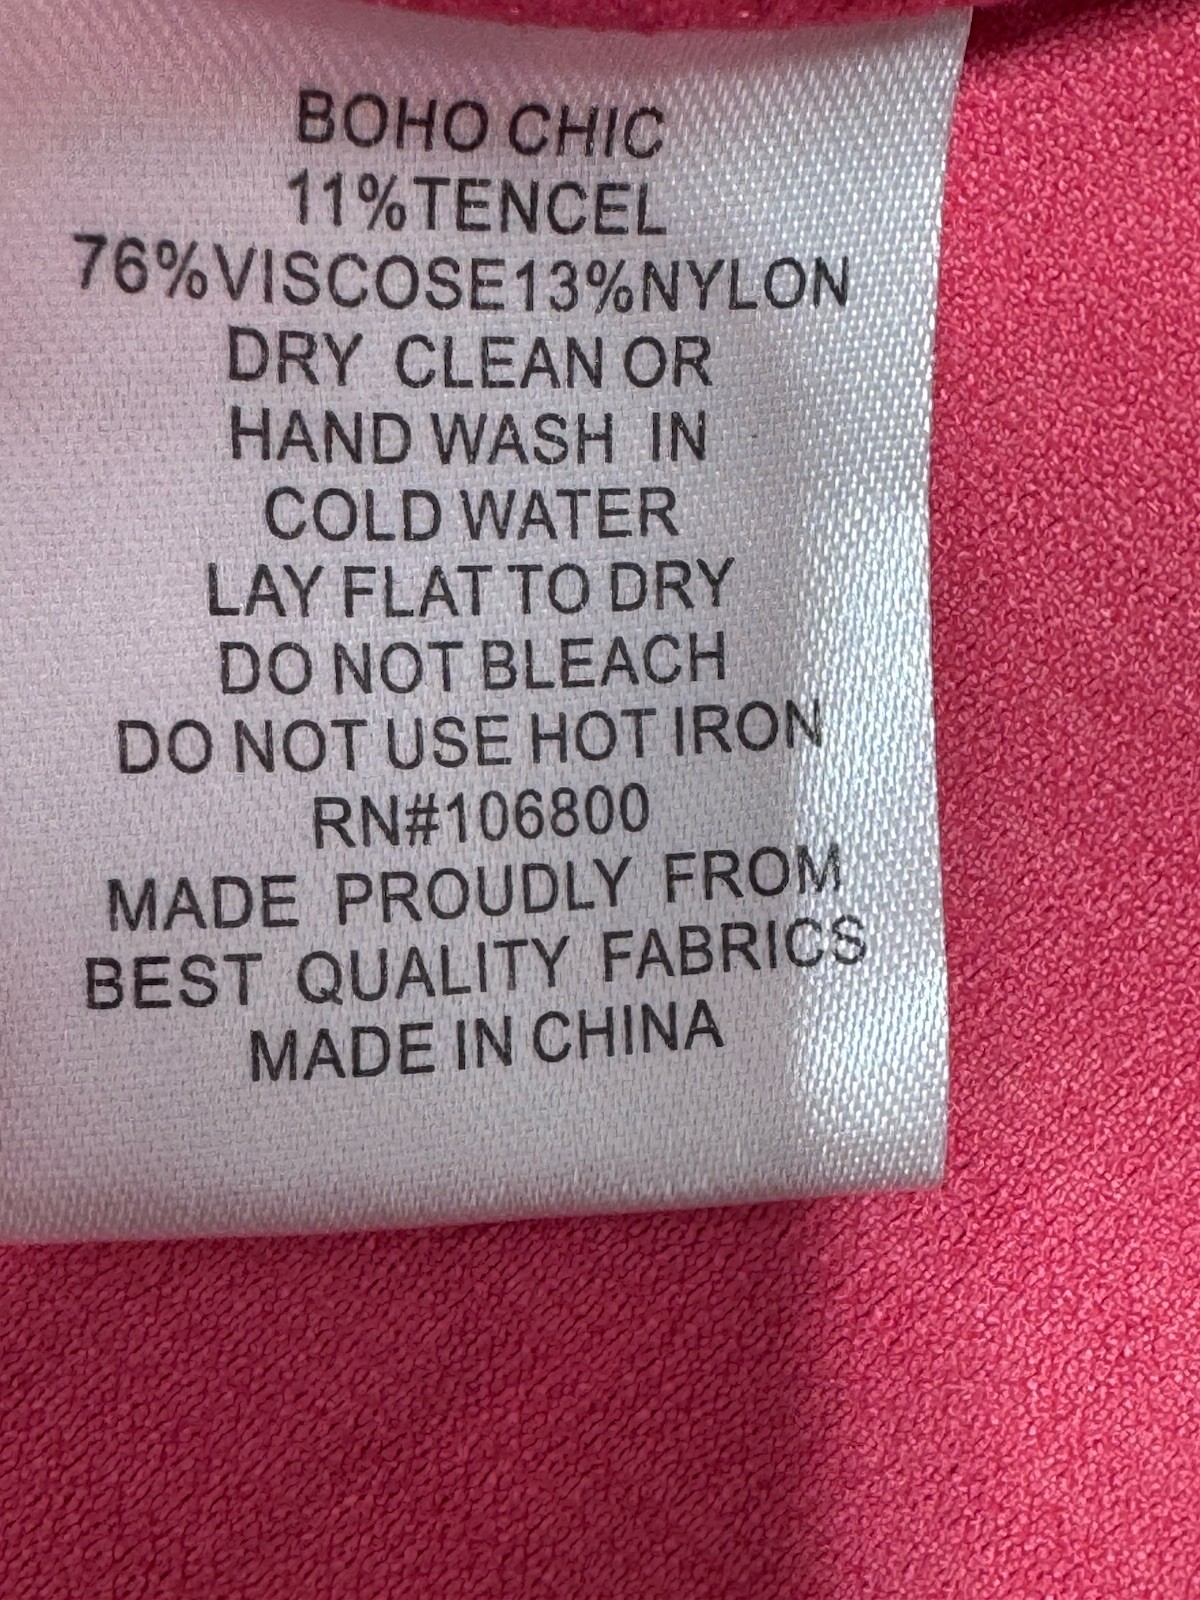 BOHO CHIC
11%TENCEL
76%VISCOSE13%NYLON
DRY CLEAN OR
HAND WASH IN
COLD WATER
LAY FLAT TO DRY
DO NOT BLEACH
DO NOT USE HOT IRON
RN#106800
MADE PROUDLY FROM
BEST QUALITY FABRICS
MADE IN CHINA